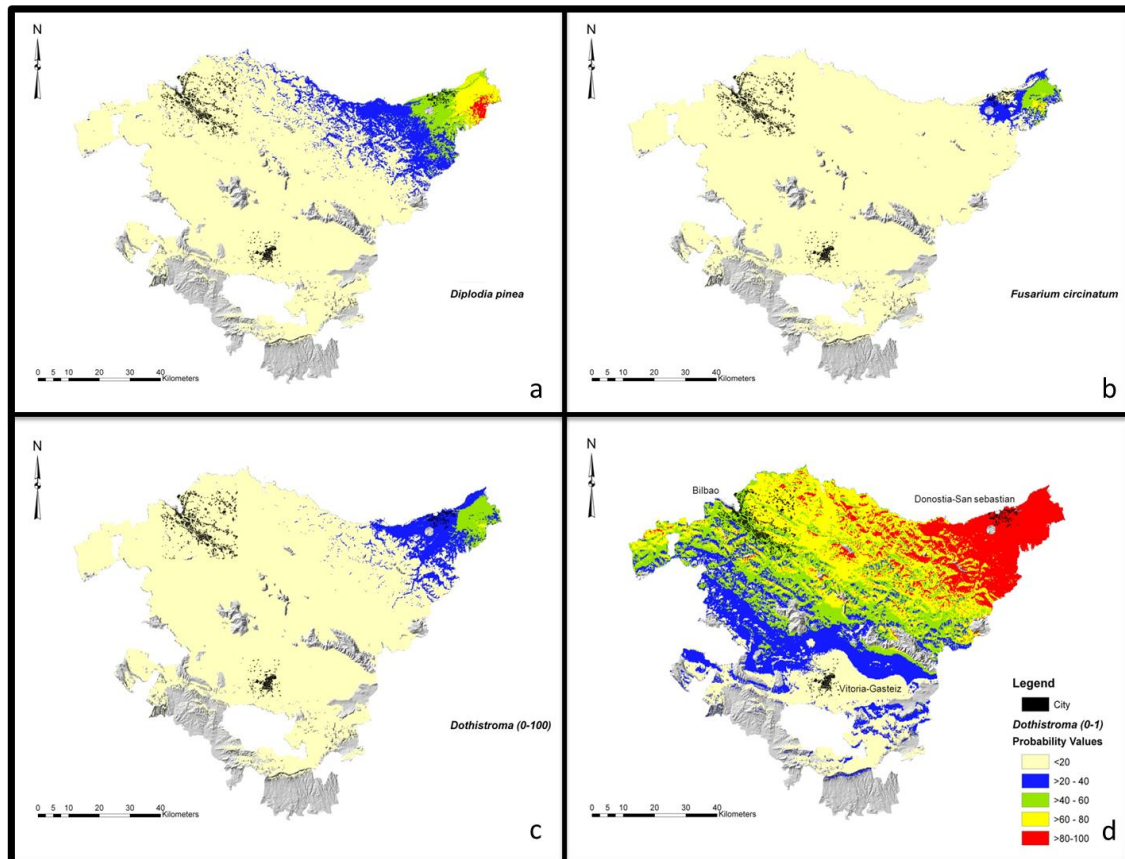 N
Diplodia pinea
0 5 10 20 30 40
Kilometers
a
N
Fusarium circinatum
0 5 10 20 30 40
Kilometers
b
N
Dothistroma (0-100)
0 5 10 20 30 40
Kilometers
c
N
Bilbao
Donostia-San sebastian
Vitoria-Gasteiz
Legend
City
Dothistroma (0-1)
Probability Values
<20
>20 - 40
>40 - 60
>60 - 80
>80-100
0 5 10 20 30 40
Kilometers
d